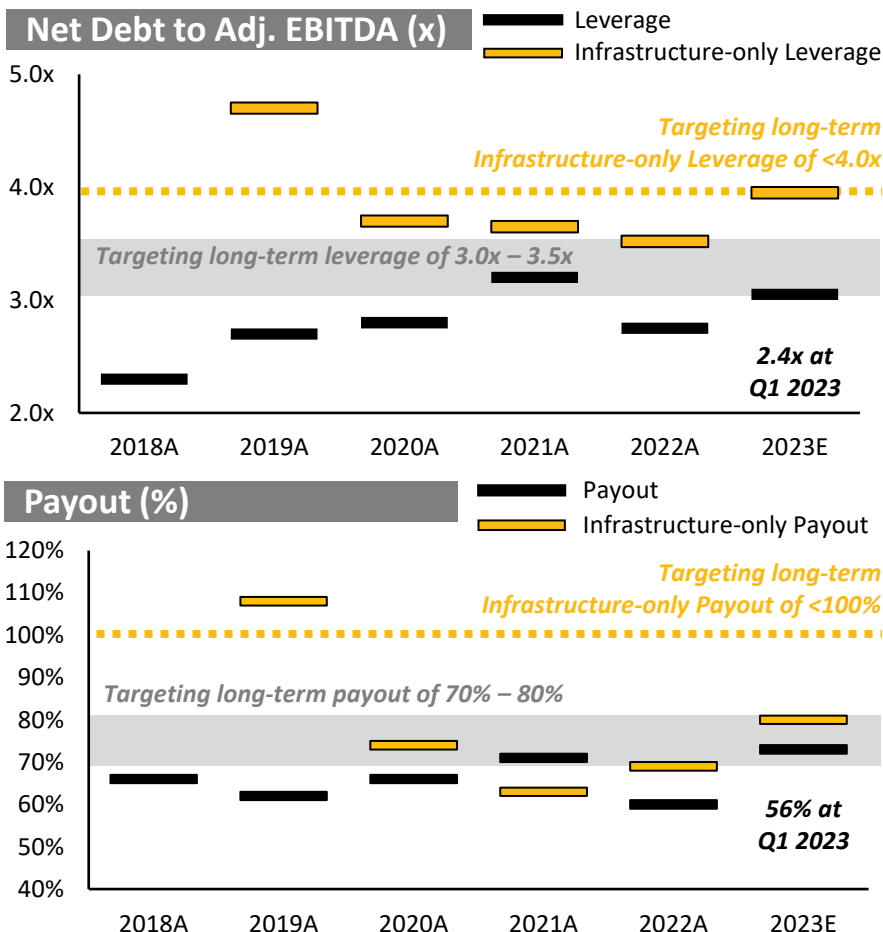 Net Debt to Adj. EBITDA (x)
Leverage
Infrastructure-only Leverage
5.0x
4.0x
3.0x
2.0x
Targeting long-term
Infrastructure-only Leverage of <4.0x
Targeting long-term leverage of 3.0x – 3.5x
2.4x at
Q1 2023
2018A 2019A 2020A 2021A 2022A 2023E
Payout (%)
Payout
Infrastructure-only Payout
120%
110%
100%
90%
80%
70%
60%
50%
40%
Targeting long-term
Infrastructure-only Payout of <100%
Targeting long-term payout of 70% – 80%
56% at
Q1 2023
2018A 2019A 2020A 2021A 2022A 2023E